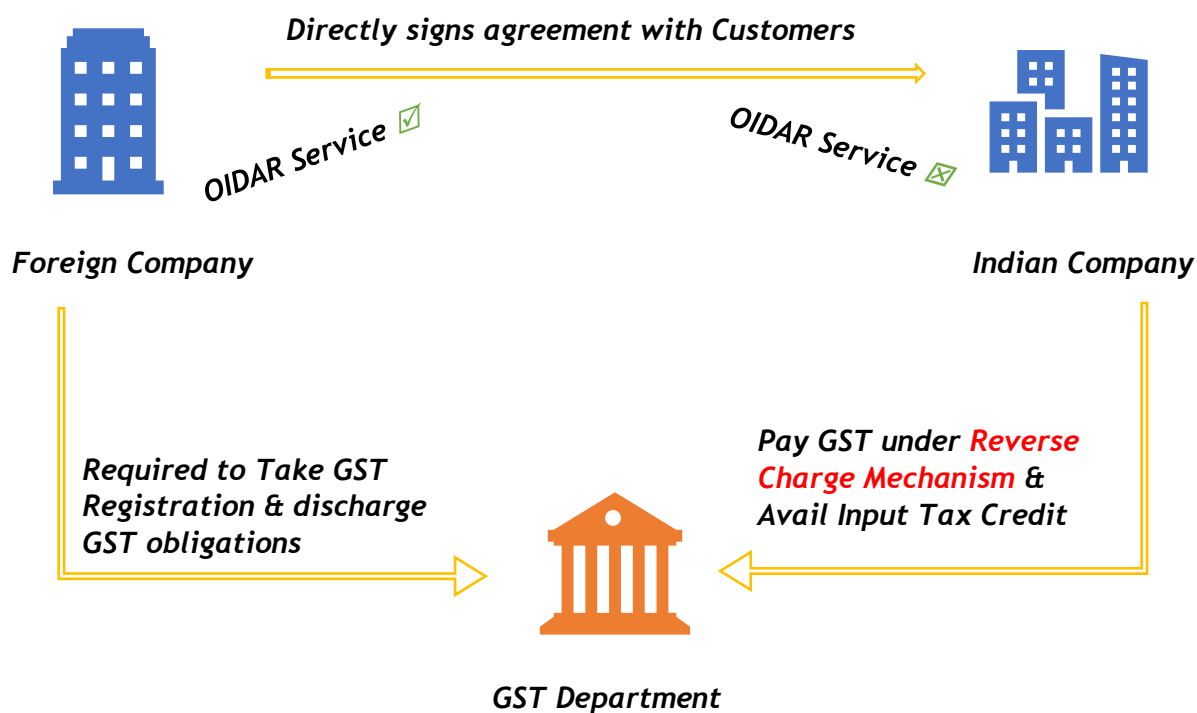 Directly signs agreement with Customers
OIDAR Service ☑
OIDAR Service ☒
Foreign Company
Indian Company
Required to Take GST
Registration & discharge
GST obligations
Pay GST under Reverse
Charge Mechanism &
Avail Input Tax Credit
GST Department